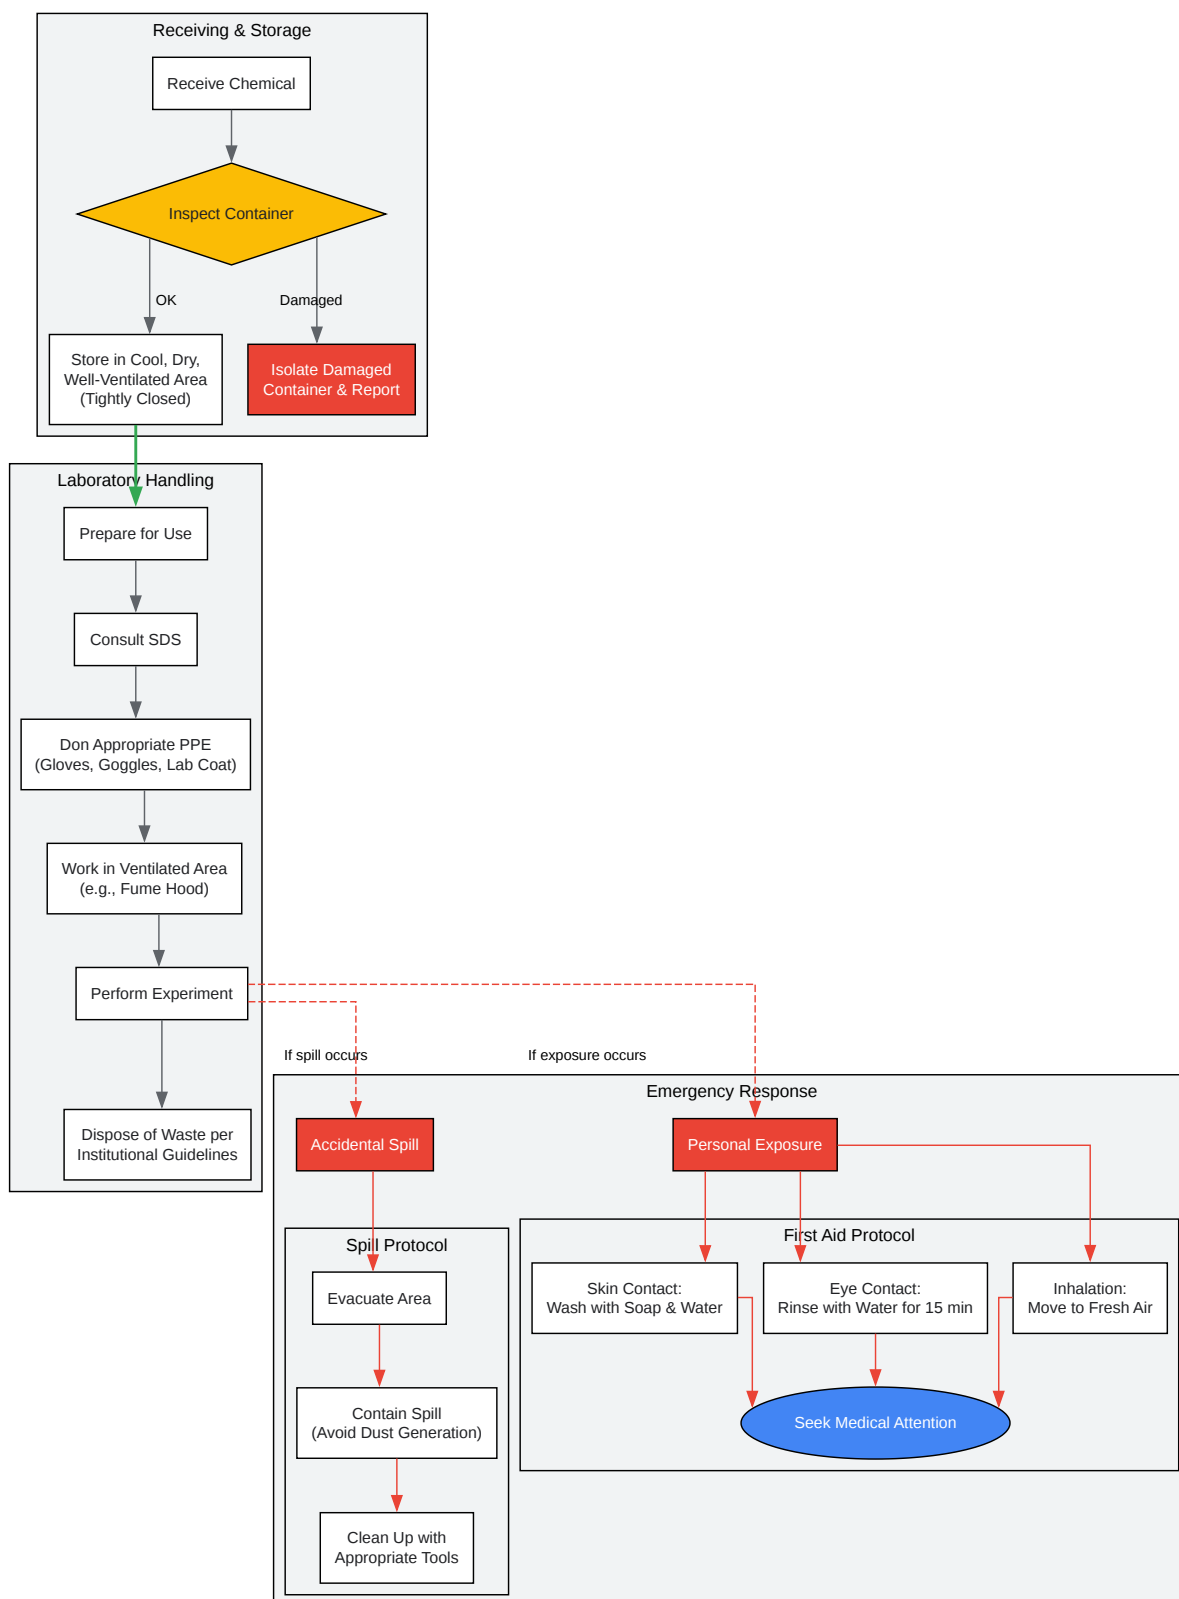 Receiving & Storage
Receive Chemical
Inspect Container
OK
Damaged
Store in Cool, Dry,
Well-Ventilated Area
(Tightly Closed)
Isolate Damaged
Container & Report
Laboratory Handling
Prepare for Use
Consult SDS
Don Appropriate PPE
(Gloves, Goggles, Lab Coat)
Work in Ventilated Area
(e.g., Fume Hood)
Perform Experiment
Dispose of Waste per
Institutional Guidelines
If spill occurs
If exposure occurs
Emergency Response
Accidental Spill
Personal Exposure
Spill Protocol
Evacuate Area
Contain Spill
(Avoid Dust Generation)
Clean Up with
Appropriate Tools
First Aid Protocol
Skin Contact:
Wash with Soap & Water
Eye Contact:
Rinse with Water for 15 min
Inhalation:
Move to Fresh Air
Seek Medical Attention